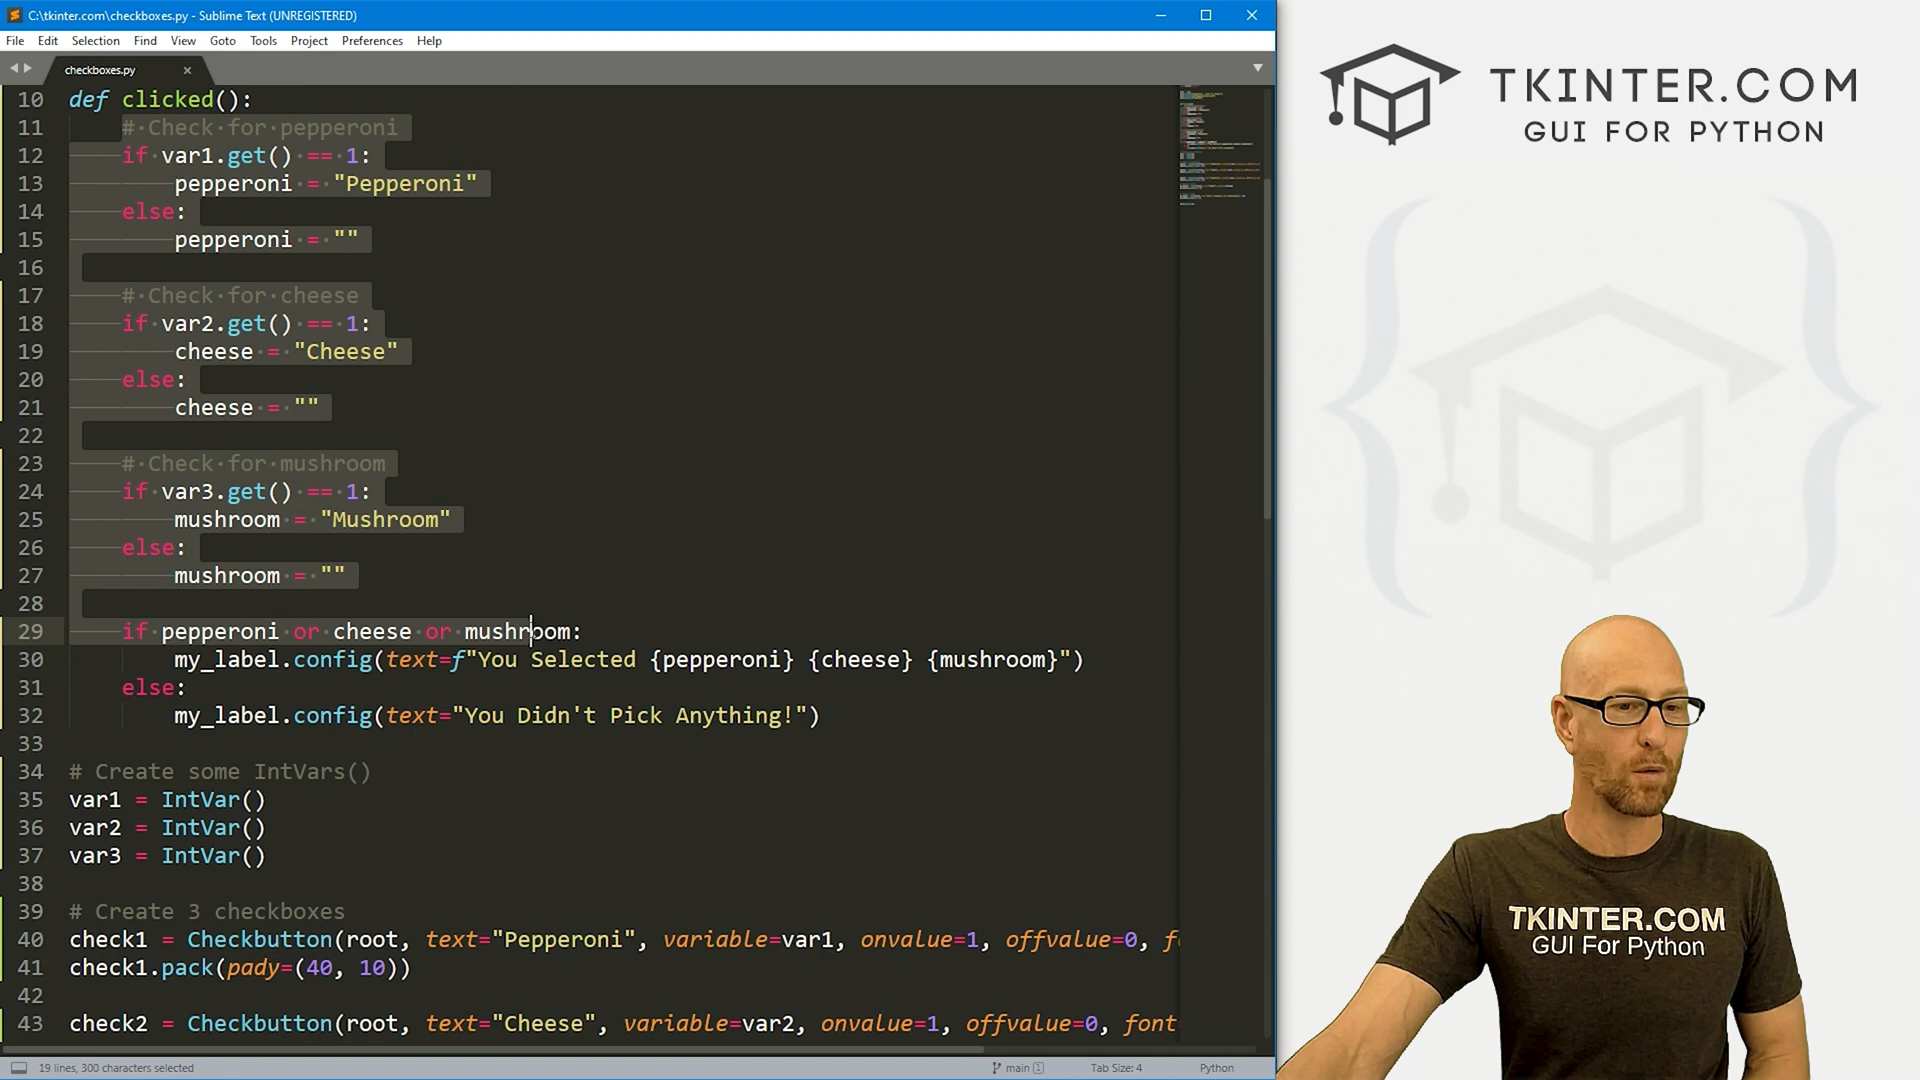 C:\tkinter.com\checkboxes.py - Sublime Text (UNREGISTERED)
File Edit Selection Find View Goto Tools Project Preferences Help
checkboxes.py
10 def clicked():
11 # Check for pepperoni
12 if var1.get() == 1:
13 pepperoni = "Pepperoni"
14 else:
15 pepperoni = ""
16
17 # Check for cheese
18 if var2.get() == 1:
19 cheese = "Cheese"
20 else:
21 cheese = ""
22
23 # Check for mushroom
24 if var3.get() == 1:
25 mushroom = "Mushroom"
26 else:
27 mushroom = ""
28
29 if pepperoni or cheese or mushroom:
30 my_label.config(text=f"You Selected {pepperoni} {cheese} {mushroom}")
31 else:
32 my_label.config(text="You Didn't Pick Anything!")
33
34 # Create some IntVars()
35 var1 = IntVar()
36 var2 = IntVar()
37 var3 = IntVar()
38
39 # Create 3 checkboxes
40 check1 = Checkbutton(root, text="Pepperoni", variable=var1, onvalue=1, offvalue=0, f
41 check1.pack(pady=(40, 10))
42
43 check2 = Checkbutton(root, text="Cheese", variable=var2, onvalue=1, offvalue=0, font
19 lines, 300 characters selected
main 1
Tab Size: 4
Python
TKINTER.COM
GUI FOR PYTHON
TKINTER.COM
GUI For Python